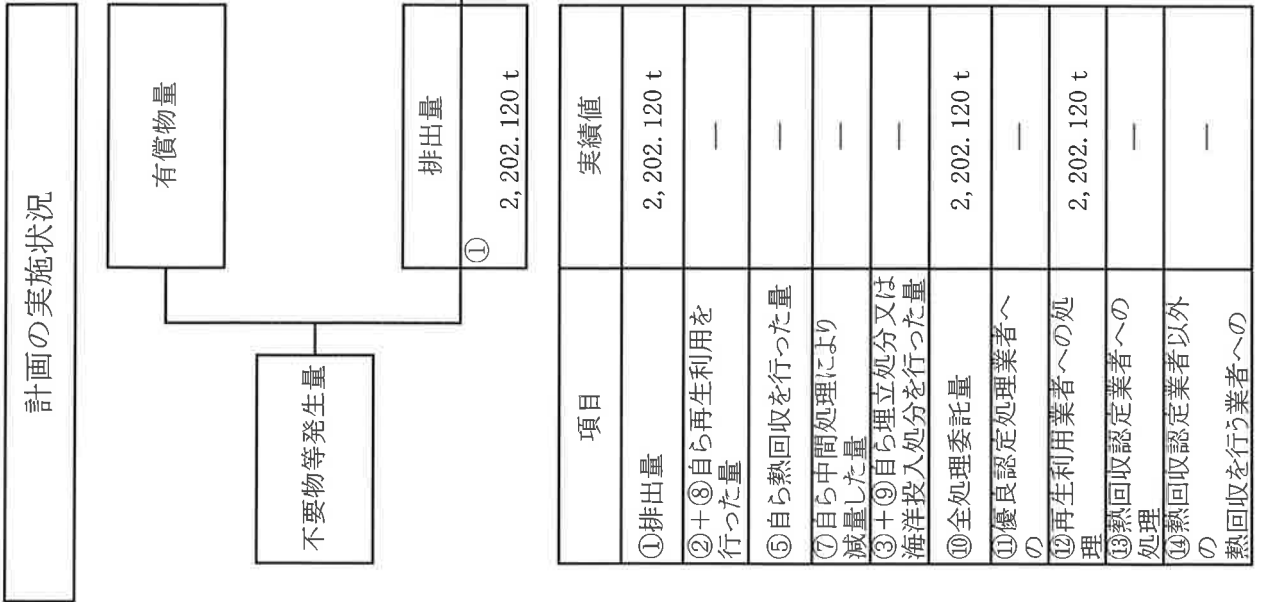 計画の実施状況
有償物量
不要物等発生量
排出量
①
2,202.120 t
項目
実績値
①排出量
2,202.120 t
②+⑧自ら再生利用を
行った量
—
⑤自ら熱回収を行った量
—
⑦自ら中間処理により
減量した量
—
③+⑨自ら埋立処分又は
海洋投入処分を行った量
—
⑩全処理委託量
2,202.120 t
⑪優良認定処理業者へ
の
—
⑫再生利用業者への処
理
2,202.120 t
⑬熱回収認定業者への
処理
—
⑭熱回収認定業者以外
の
熱回収を行う業者への
—